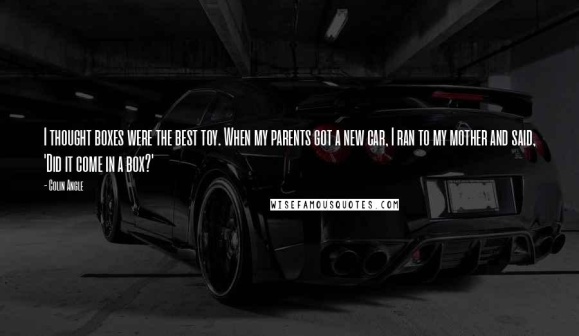 I thought boxes were the best toy. When my parents got a new car, I ran to my mother and said,
'Did it come in a box?'
- Colin Angle
wisefamousquotes.com